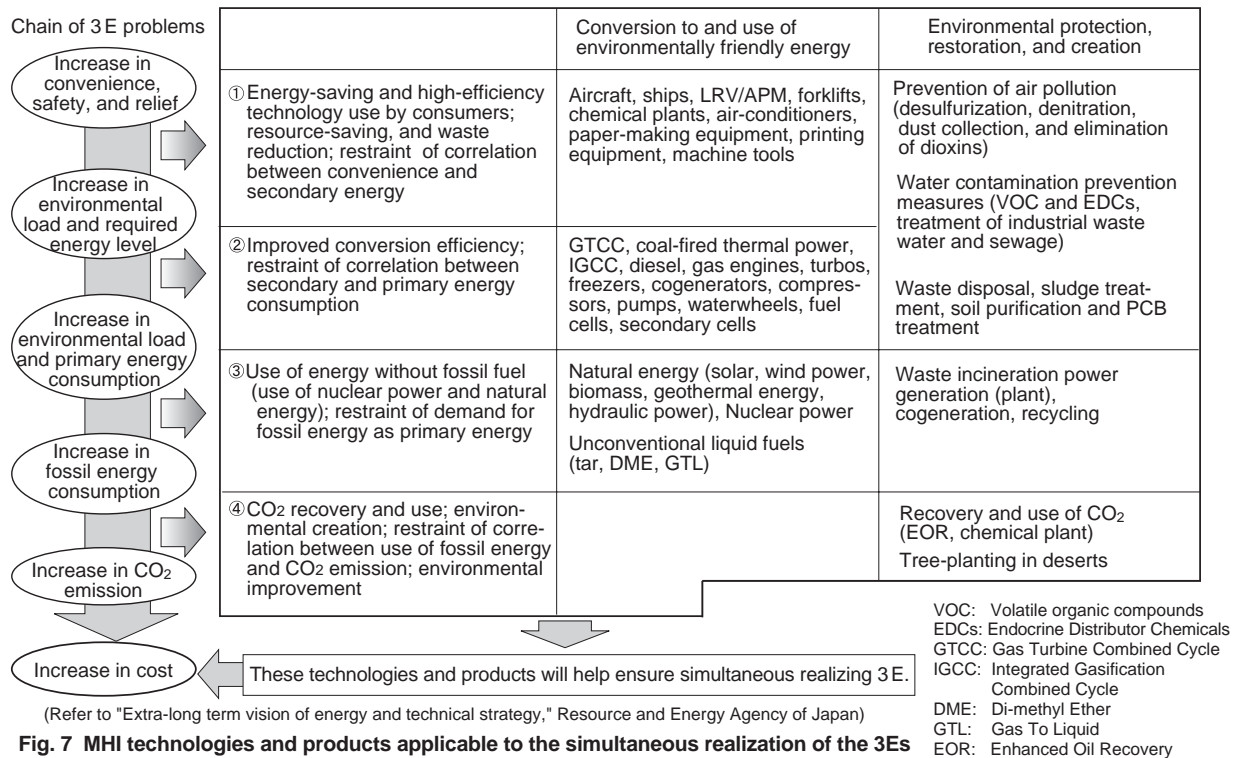 Chain of 3 E problems
Increase in
convenience,
safety, and relief
Increase in
environmental
load and required
energy level
Increase in
environmental load
and primary energy
consumption
Increase in
fossil energy
consumption
Increase in CO2
emission
Increase in cost
Conversion to and use of
environmentally friendly energy
Environmental protection,
restoration, and creation
①Energy-saving and high-efficiency
technology use by consumers;
resource-saving, and waste
reduction; restraint of correlation
between convenience and
secondary energy
Aircraft, ships, LRV/APM, forklifts,
chemical plants, air-conditioners,
paper-making equipment, printing
equipment, machine tools
Prevention of air pollution
(desulfurization, denitration,
dust collection, and elimination
of dioxins)
Water contamination prevention
measures (VOC and EDCs,
treatment of industrial waste
water and sewage)
Waste disposal, sludge treat-
ment, soil purification and PCB
treatment
②Improved conversion efficiency;
restraint of correlation between
secondary and primary energy
consumption
GTCC, coal-fired thermal power,
IGCC, diesel, gas engines, turbos,
freezers, cogenerators, compres-
sors, pumps, waterwheels, fuel
cells, secondary cells
③Use of energy without fossil fuel
(use of nuclear power and natural
energy); restraint of demand for
fossil energy as primary energy
Natural energy (solar, wind power,
biomass, geothermal energy,
hydraulic power), Nuclear power
Unconventional liquid fuels
(tar, DME, GTL)
Waste incineration power
generation (plant),
cogeneration, recycling
④CO2 recovery and use; environ-
mental creation; restraint of corre-
lation between use of fossil energy
and CO2 emission; environmental
improvement
Recovery and use of CO2
(EOR, chemical plant)
Tree-planting in deserts
These technologies and products will help ensure simultaneous realizing 3 E.
VOC: Volatile organic compounds
EDCs: Endocrine Distributor Chemicals
GTCC: Gas Turbine Combined Cycle
IGCC: Integrated Gasification
Combined Cycle
DME: Di-methyl Ether
GTL: Gas To Liquid
EOR: Enhanced Oil Recovery
(Refer to "Extra-long term vision of energy and technical strategy," Resource and Energy Agency of Japan)
Fig. 7 MHI technologies and products applicable to the simultaneous realization of the 3Es